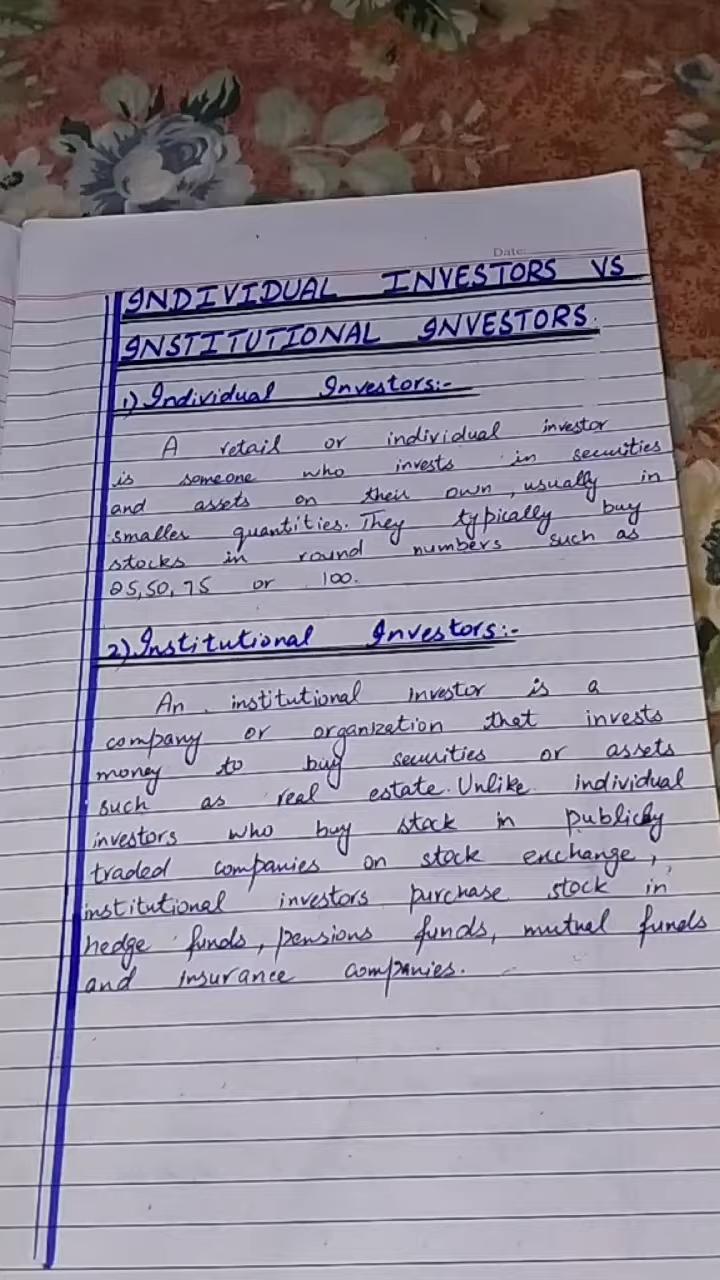 Date:
INDIVIDUAL INVESTORS VS
INSTITUTIONAL INVESTORS.
1) Individual Investors:-
A retail or individual investor
is someone who invests in securities
and assets on their own, usually in
smaller quantities. They typically buy
stocks in round numbers such as
25, 50, 75 or 100.
2) Institutional Investors:-
An institutional investor is a
company or organization that invests
money to buy securities or assets
such as real estate. Unlike individual
investors who buy stock in publicly
traded companies on stock exchange,
institutional investors purchase stock in
hedge funds, pensions funds, mutual funds
and insurance companies.